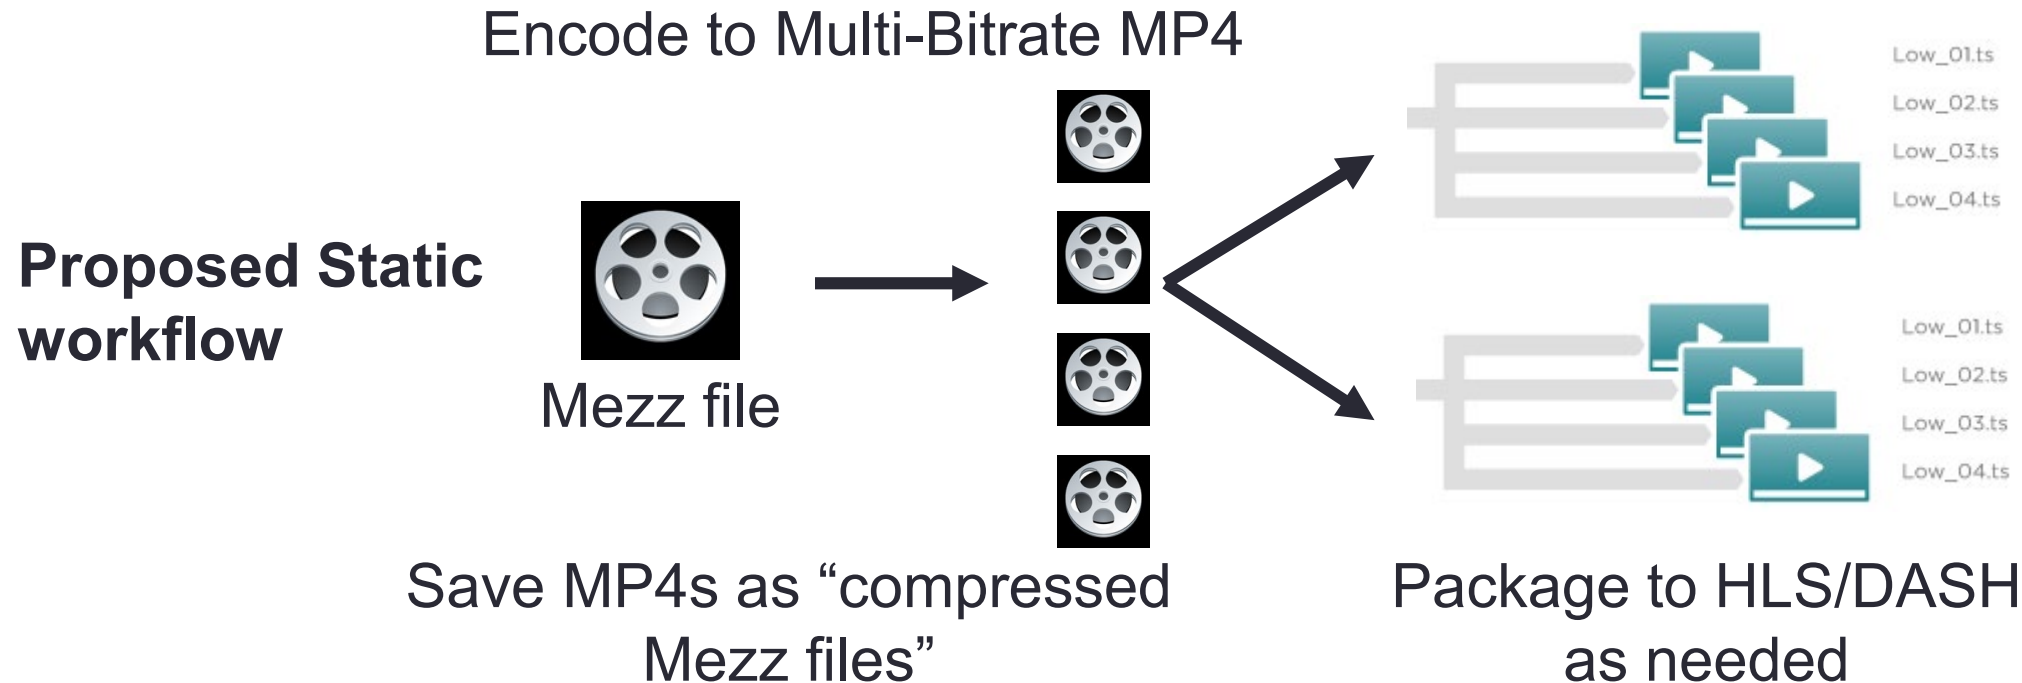 Encode to Multi-Bitrate MP4
Proposed Static
workflow
Mezz file
Save MP4s as “compressed
Mezz files”
Low_01.ts
Low_02.ts
Low_03.ts
Low_04.ts
Low_01.ts
Low_02.ts
Low_03.ts
Low_04.ts
Package to HLS/DASH
as needed